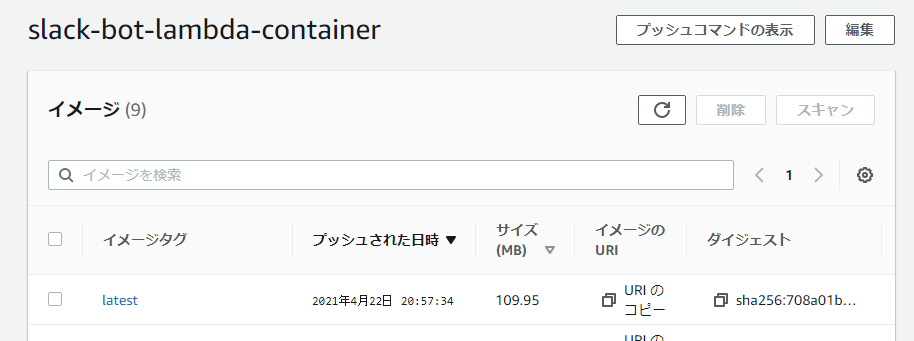 slack-bot-lambda-container
プッシュコマンドの表示
編集
イメージ (9)
削除
スキャン
イメージを検索
1
イメージタグ
プッシュされた日時
サイズ
(MB)
イメージの
URI
ダイジェスト
latest
2021年4月22日 20:57:34
109.95
URI の
コピー
sha256:708a01b...
URI の